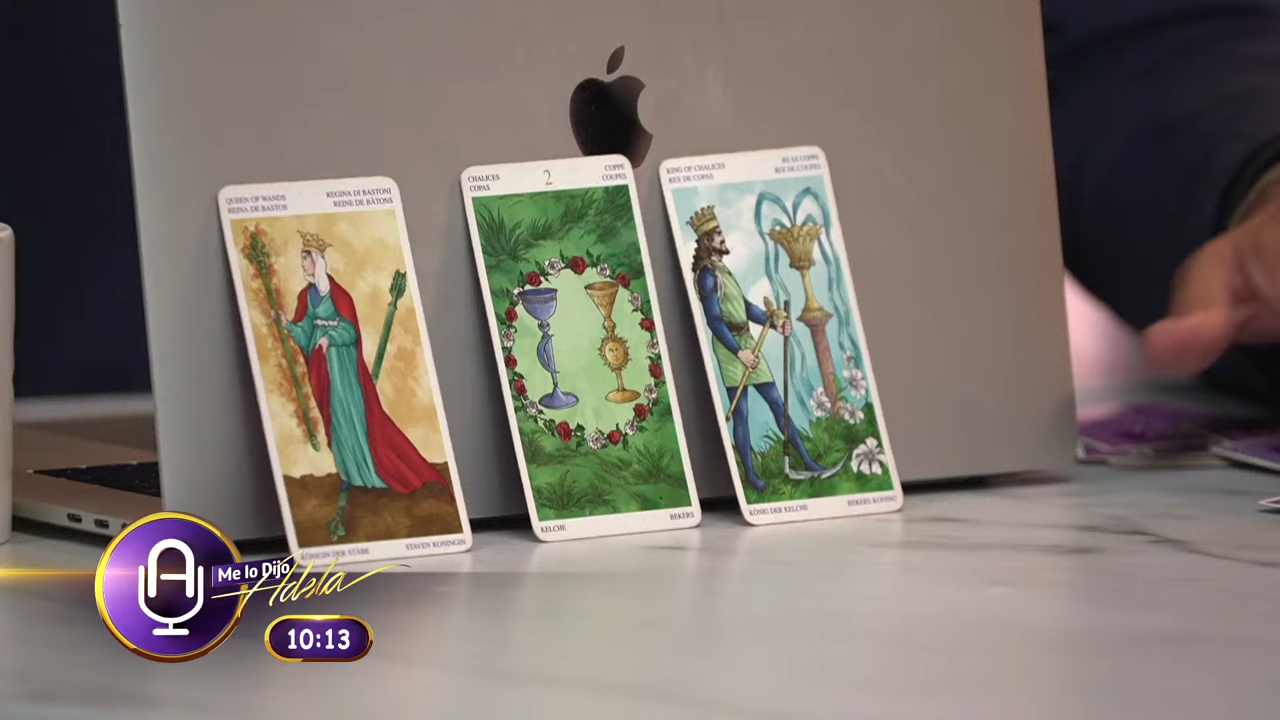 QUEEN OF WANDS
REINA DE BASTOS
REGINA DI BASTONI
REINE DE BÂTONS
KÖNIGIN DER STÄBE
STAVEN KONINGIN
CHALICES
COPAS
2
COPPE
COUPES
KELCHE
BEKERS
KING OF CHALICES
REY DE COPAS
RE DI COPPE
ROI DE COUPES
KÖNIG DER KELCHE
BEKERS KONING
Me lo Dijo
Adela
10:13